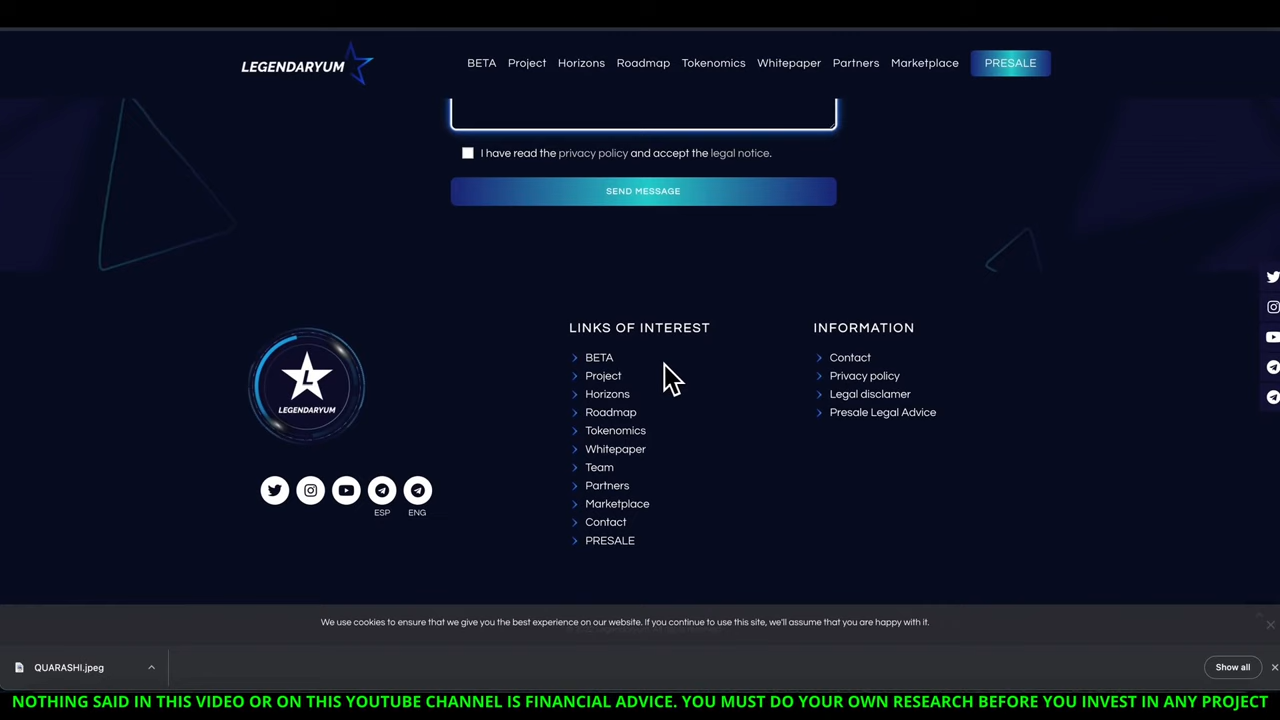 LEGENDARYUM
BETA Project Horizons Roadmap Tokenomics Whitepaper Partners Marketplace PRESALE
I have read the privacy policy and accept the legal notice.
SEND MESSAGE
L
LEGENDARYUM
ESP ENG
LINKS OF INTEREST
BETA
Project
Horizons
Roadmap
Tokenomics
Whitepaper
Team
Partners
Marketplace
Contact
PRESALE
INFORMATION
Contact
Privacy policy
Legal disclamer
Presale Legal Advice
We use cookies to ensure that we give you the best experience on our website. If you continue to use this site, we'll assume that you are happy with it.
QUARASHI.jpeg
Show all
NOTHING SAID IN THIS VIDEO OR ON THIS YOUTUBE CHANNEL IS FINANCIAL ADVICE. YOU MUST DO YOUR OWN RESEARCH BEFORE YOU INVEST IN ANY PROJECT